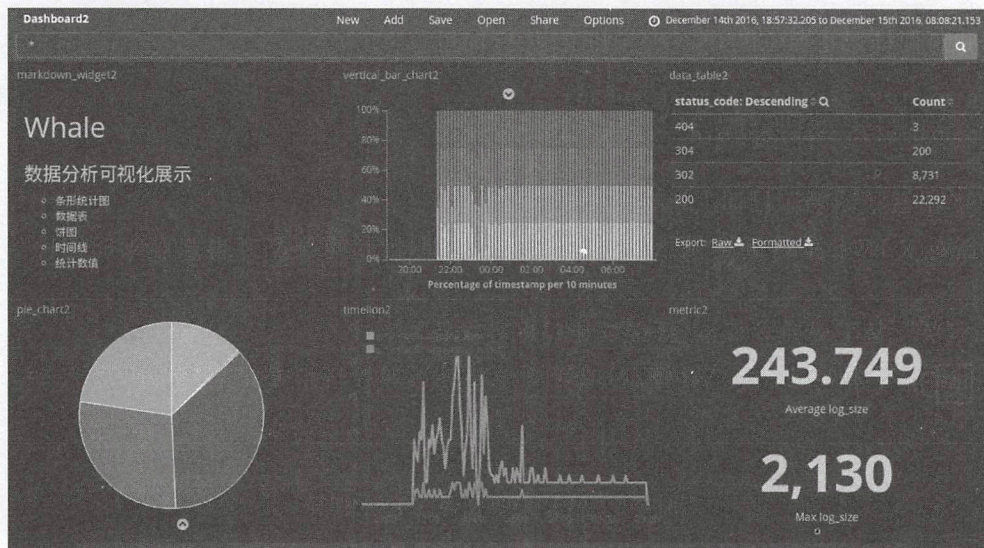 Dashboard2
New Add Save Open Share Options December 14th 2016, 18:57:32.205 to December 15th 2016, 08:08:21.153
*
markdown_widget2
Whale
数据分析可视化展示
条形统计图
数据表
饼图
时间线
统计数值
vertical_bar_chart2
100%
80%
60%
40%
20%
0%
20:00 22:00 00:00 02:00 04:00 06:00
Percentage of timestamp per 10 minutes
data_table2
status_code: Descending Count
404 3
304 200
302 8,731
200 22,292
Export: Raw Formatted
pie_chart2
timelion2
metric2
243.749
Average log_size
2,130
Max log_size